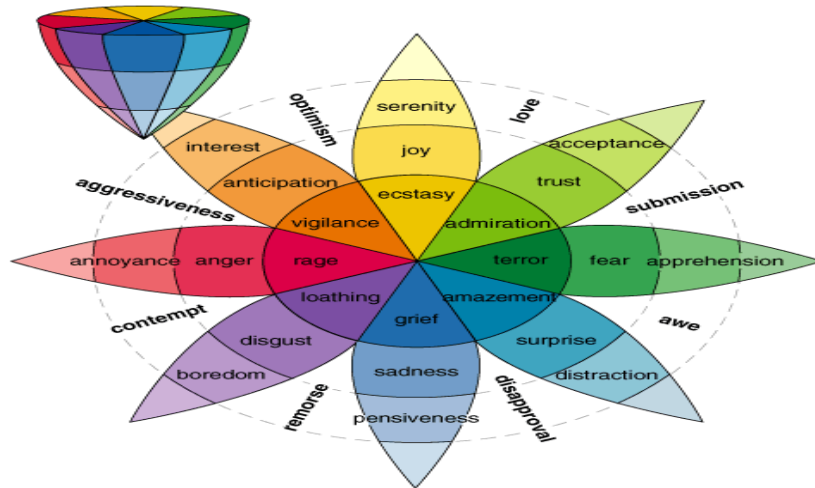 optimism
serenity
love
interest
joy
acceptance
anticipation
trust
aggressiveness
ecstasy
submission
vigilance
admiration
annoyance
anger
rage
terror
fear
apprehension
loathing
amazement
contempt
grief
awe
disgust
surprise
boredom
sadness
distraction
remorse
pensiveness
disapproval